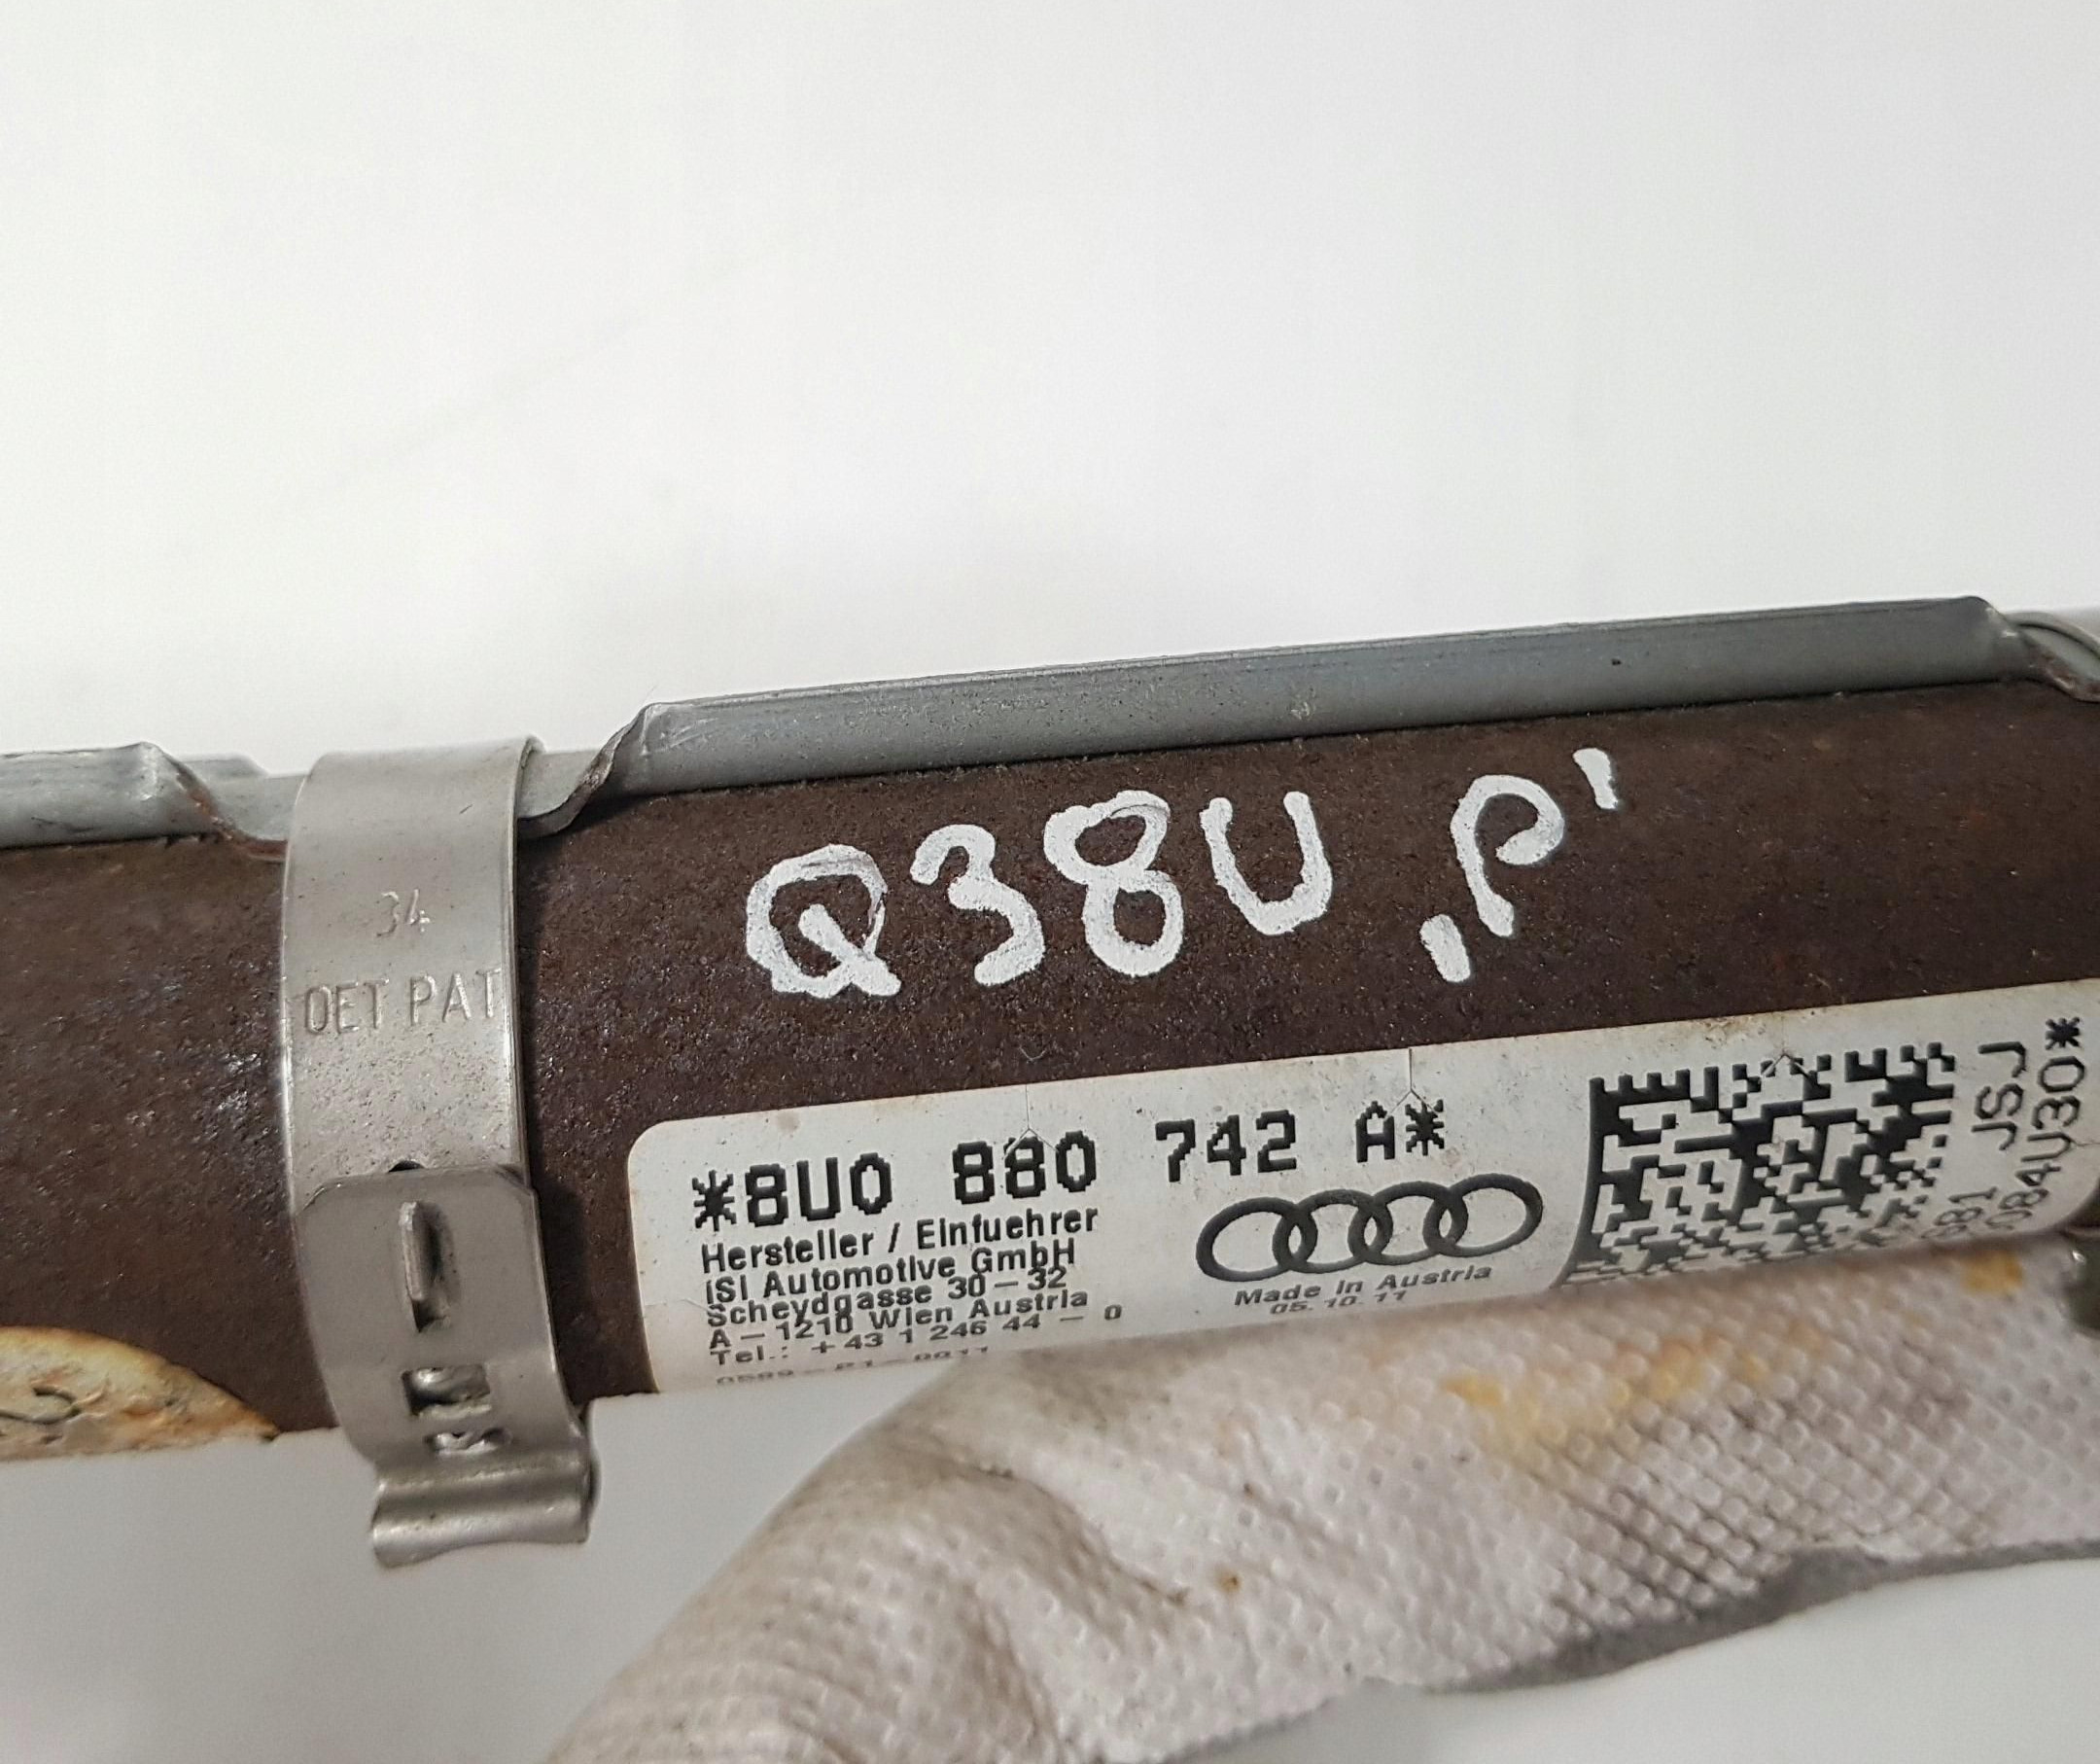 Q38U ,P'
34
OET PAT
*8U0 880 742 A*
Hersteller / Einfuehrer
iSi Automotive GmbH
Scheydgasse 30 - 32
A - 1210 Wien Austria
Tel.: +43 1 246 44 - 0
Made in Austria
05.10.11
JSJ
084U30*